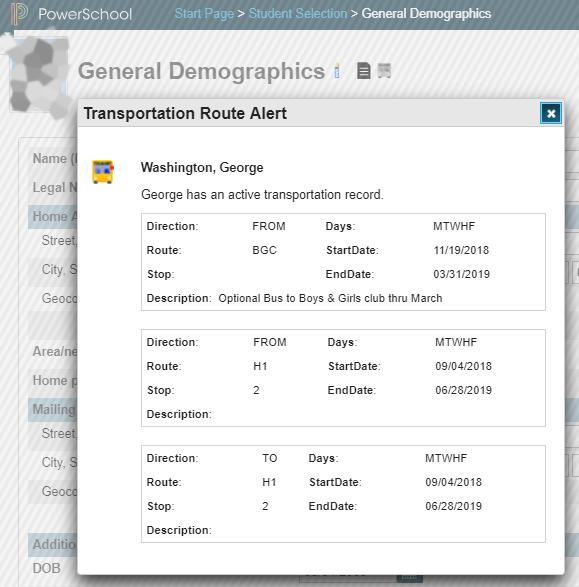 PowerSchool Start Page > Student Selection > General Demographics
General Demographics
Transportation Route Alert
Name (
Legal N
Home A
Street,
City, S
Geoco
Area/ne
Home p
Mailing
Street,
City, S
Geoco
Additio
DOB
Washington, George
George has an active transportation record.
Direction: FROM Days: MTWHF
Route: BGC StartDate: 11/19/2018
Stop: EndDate: 03/31/2019
Description: Optional Bus to Boys & Girls club thru March
Direction: FROM Days: MTWHF
Route: H1 StartDate: 09/04/2018
Stop: 2 EndDate: 06/28/2019
Description:
Direction: TO Days: MTWHF
Route: H1 StartDate: 09/04/2018
Stop: 2 EndDate: 06/28/2019
Description: